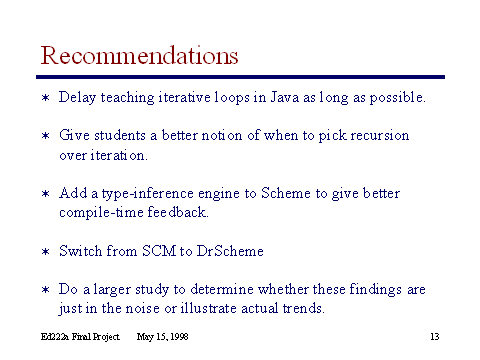 Recommendations
* Delay teaching iterative loops in Java as long as possible.
* Give students a better notion of when to pick recursion
over iteration.
* Add a type-inference engine to Scheme to give better
compile-time feedback.
* Switch from SCM to DrScheme
* Do a larger study to determine whether these findings are
just in the noise or illustrate actual trends.
Ed222a Final Project May 15, 1998 13